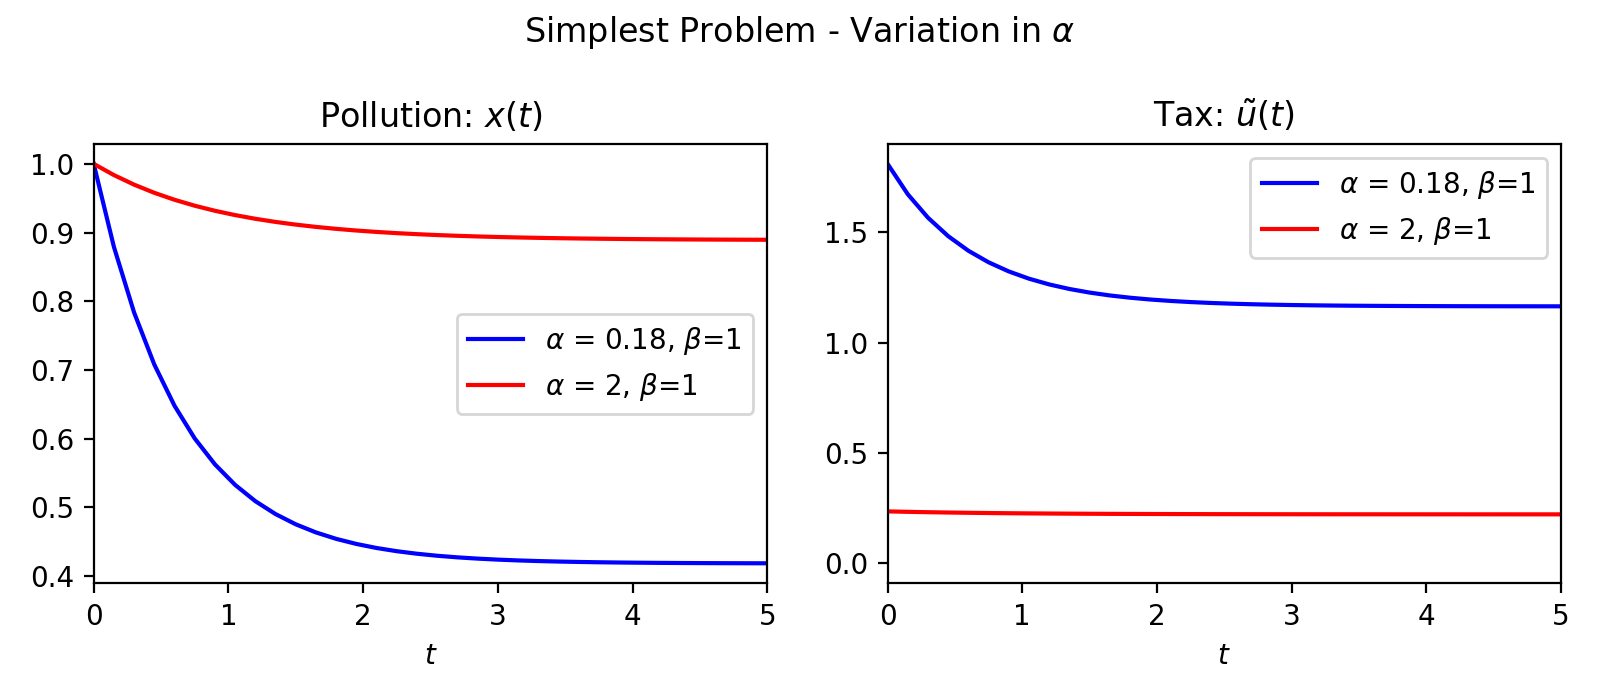 Simplest Problem - Variation in α
Pollution: x(t)
1.0
0.9
0.8
0.7
0.6
0.5
0.4
0
1
2
3
4
5
t
α = 0.18, β=1
α = 2, β=1
Tax: ũ(t)
1.5
1.0
0.5
0.0
0
1
2
3
4
5
t
α = 0.18, β=1
α = 2, β=1